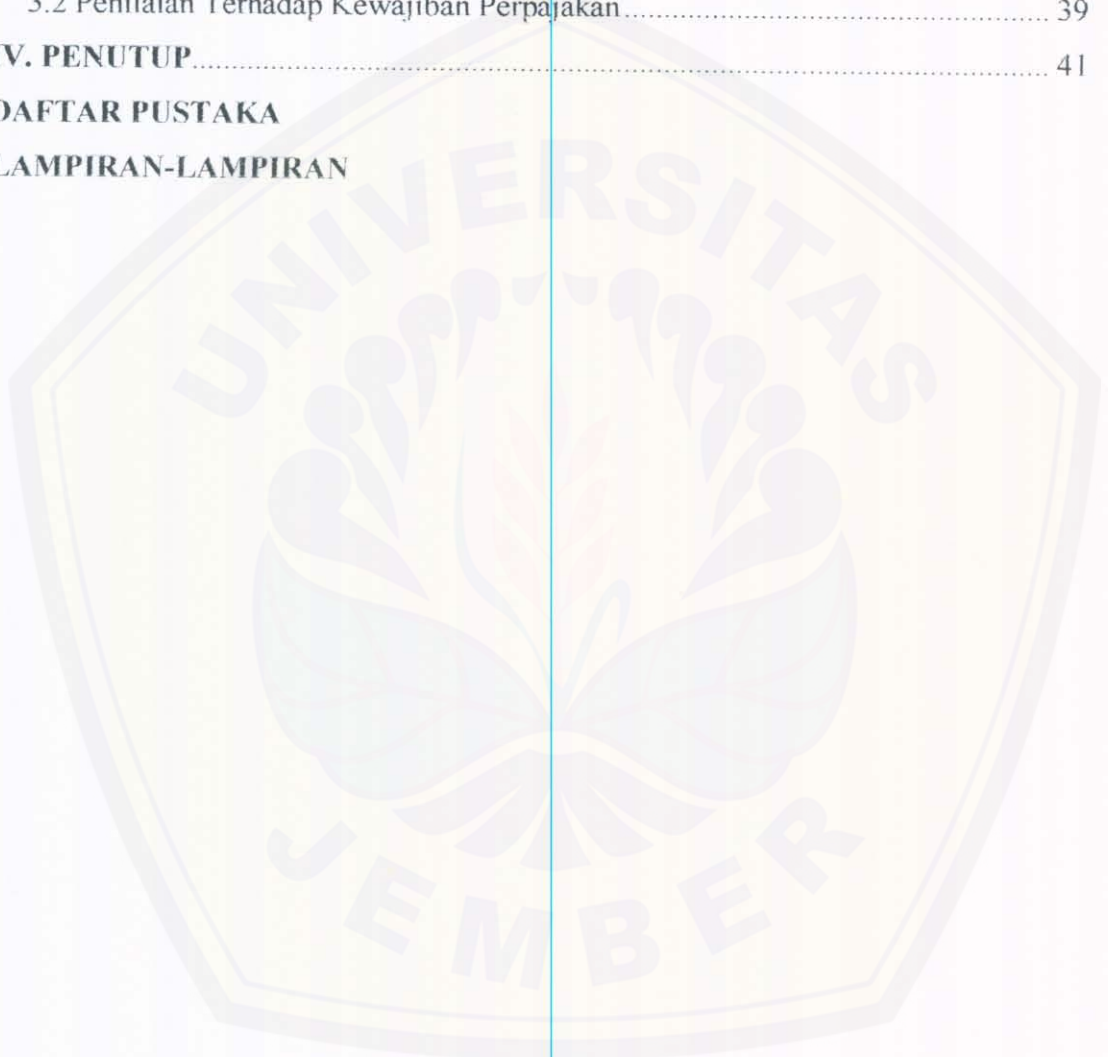 3.2 Penilaian Terhadap Kewajiban Perpajakan.......... 39
V. PENUTUP.......... 41
DAFTAR PUSTAKA
LAMPIRAN-LAMPIRAN
UNIVERSITAS
JEMBER